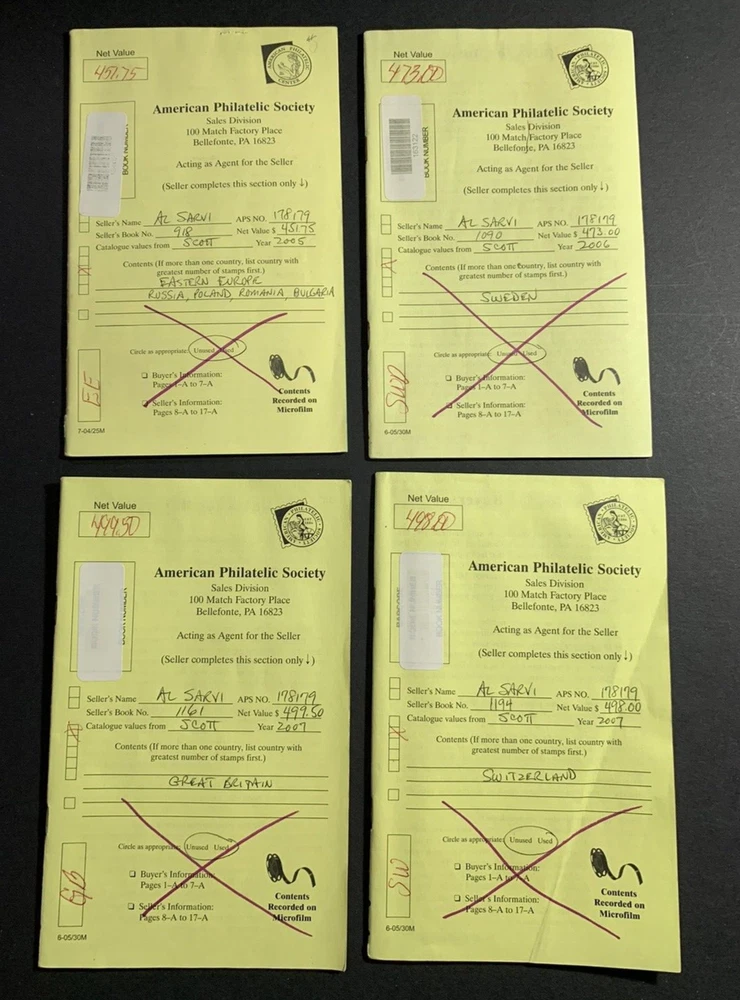 Net Value
451.75
AMERICAN PHILATELIC
CENTER
American Philatelic Society
Sales Division
100 Match Factory Place
Bellefonte, PA 16823
Acting as Agent for the Seller
(Seller completes this section only ↓)
BOOK NUMBER
Seller's Name AL SARVI APS NO. 178179
Seller's Book No. 918 Net Value $ 451.75
Catalogue values from SCOTT Year 2005
Contents (If more than one country, list country with
greatest number of stamps first.)
EASTERN EUROPE
RUSSIA, POLAND, ROMANIA, BULGARIA
Circle as appropriate: Unused Used
☐ Buyer's Information:
Pages 1–A to 7–A
☐ Seller's Information:
Pages 8–A to 17–A
Contents
Recorded on
Microfilm
EE
7-04/25M
Net Value
473.00
American Philatelic Society
Sales Division
100 Match Factory Place
Bellefonte, PA 16823
Acting as Agent for the Seller
(Seller completes this section only ↓)
163122
BOOK NUMBER
Seller's Name AL SARVI APS NO. 178179
Seller's Book No. 1090 Net Value $ 473.00
Catalogue values from SCOTT Year 2006
Contents (If more than one country, list country with
greatest number of stamps first.)
SWEDEN
Circle as appropriate: Unused Used
☐ Buyer's Information:
Pages 1–A to 7–A
☐ Seller's Information:
Pages 8–A to 17–A
Contents
Recorded on
Microfilm
SWD
6-05/30M
Net Value
499.50
AMERICAN PHILATELIC SOCIETY
American Philatelic Society
Sales Division
100 Match Factory Place
Bellefonte, PA 16823
Acting as Agent for the Seller
(Seller completes this section only ↓)
BOOK NUMBER
Seller's Name AL SARVI APS NO. 178179
Seller's Book No. 1161 Net Value $ 499.50
Catalogue values from SCOTT Year 2007
Contents (If more than one country, list country with
greatest number of stamps first.)
GREAT BRITAIN
Circle as appropriate: Unused Used
☐ Buyer's Information:
Pages 1–A to 7–A
☐ Seller's Information:
Pages 8–A to 17–A
Contents
Recorded on
Microfilm
GB
6-05/30M
Net Value
498.00
AMERICAN PHILATELIC SOCIETY
American Philatelic Society
Sales Division
100 Match Factory Place
Bellefonte, PA 16823
Acting as Agent for the Seller
(Seller completes this section only ↓)
Seller's Name AL SARVI APS NO. 178179
Seller's Book No. 1194 Net Value $ 498.00
Catalogue values from SCOTT Year 2007
Contents (If more than one country, list country with
greatest number of stamps first.)
SWITZERLAND
Circle as appropriate: Unused Used
☐ Buyer's Information:
Pages 1–A to 7–A
☐ Seller's Information:
Pages 8–A to 17–A
Contents
Recorded on
Microfilm
SW
6-05/30M